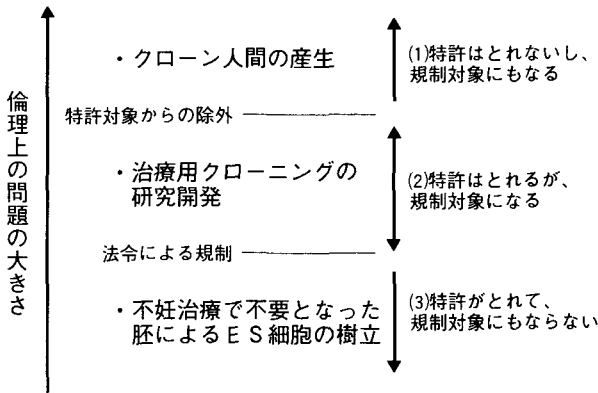 倫理上の問題の大きさ
・クローン人間の産生
(1)特許はとれないし、
規制対象にもなる
特許対象からの除外
・治療用クローニングの
研究開発
(2)特許はとれるが、
規制対象になる
法令による規制
・不妊治療で不要となった
胚によるES細胞の樹立
(3)特許がとれて、
規制対象にもならない